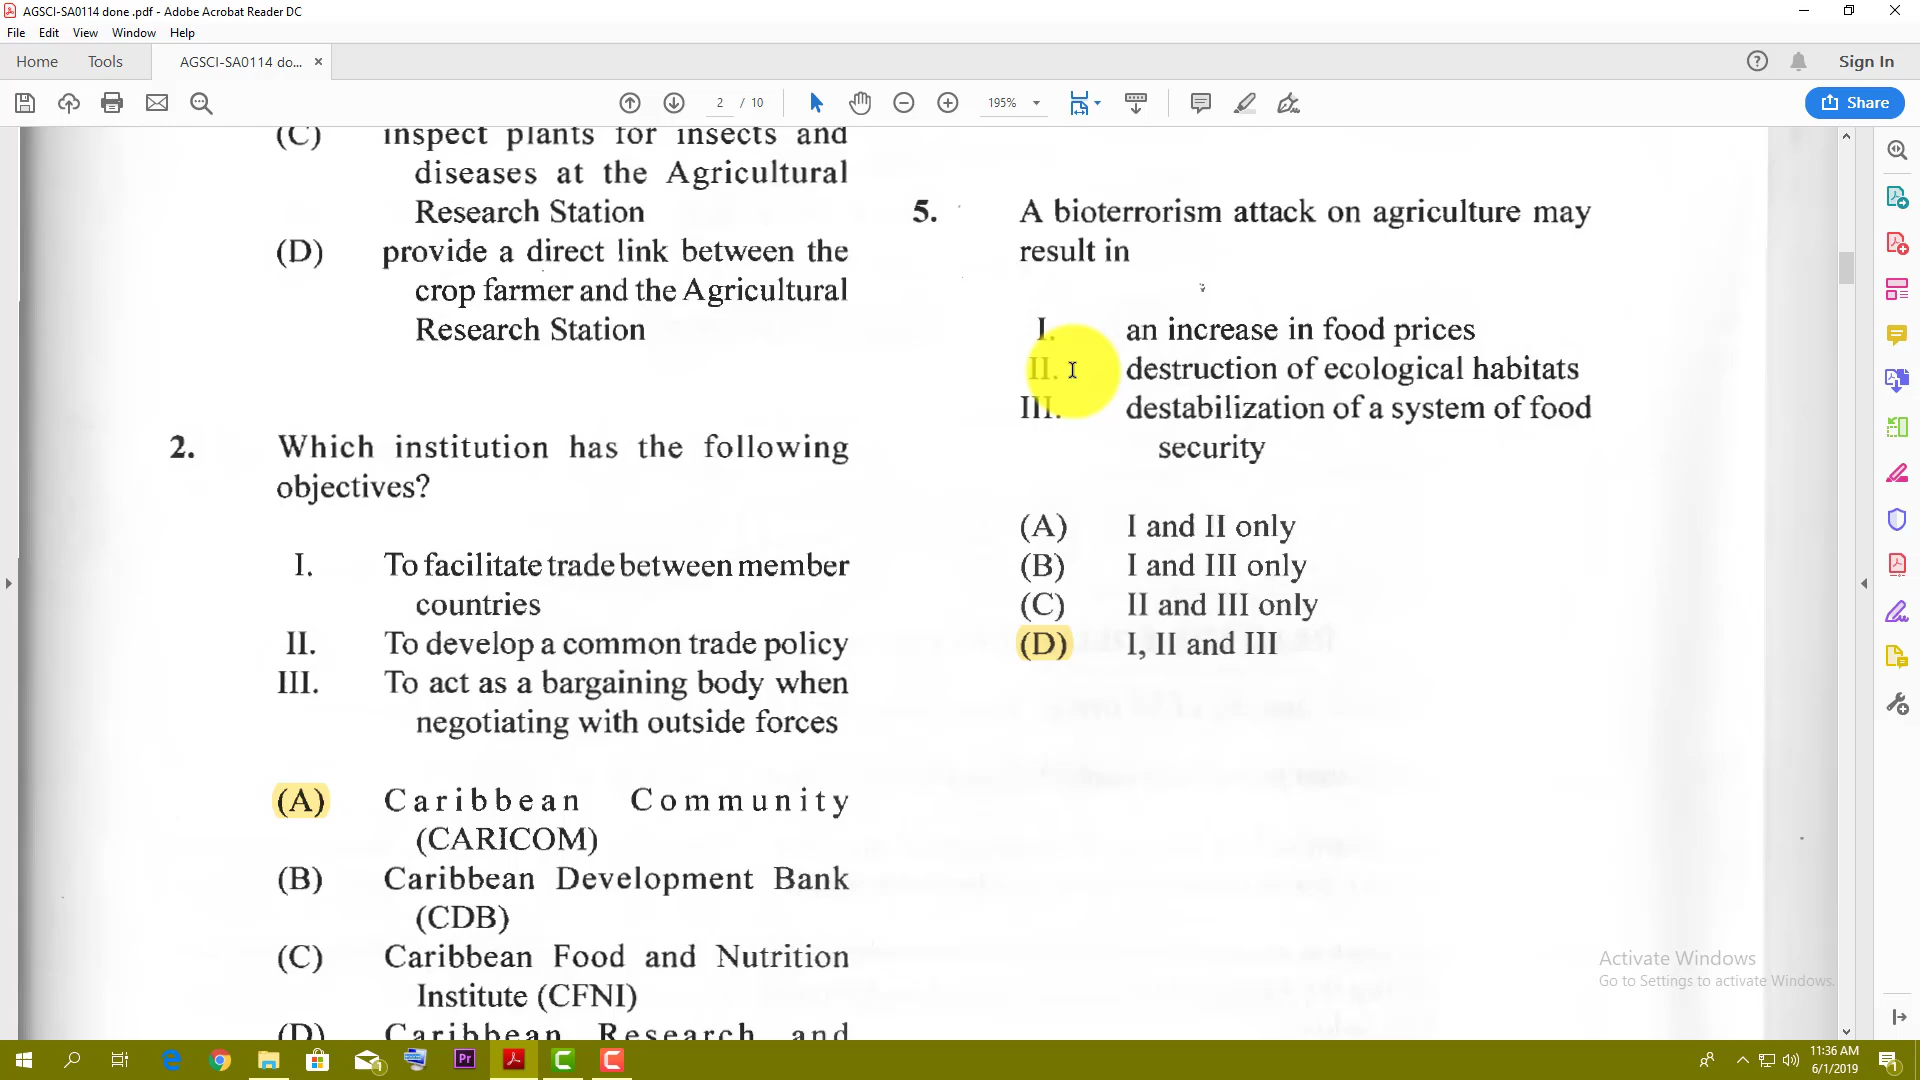 AGSCI-SA0114 done .pdf - Adobe Acrobat Reader DC
File Edit View Window Help
Home Tools AGSCI-SA0114 do... × Sign In
2 / 10 195% Share
(C) inspect plants for insects and
diseases at the Agricultural
Research Station
(D) provide a direct link between the
crop farmer and the Agricultural
Research Station
2. Which institution has the following
objectives?
I. To facilitate trade between member
countries
II. To develop a common trade policy
III. To act as a bargaining body when
negotiating with outside forces
(A) Caribbean Community
(CARICOM)
(B) Caribbean Development Bank
(CDB)
(C) Caribbean Food and Nutrition
Institute (CFNI)
(D) Caribbean Research and
5. A bioterrorism attack on agriculture may
result in
I. an increase in food prices
II. destruction of ecological habitats
III. destabilization of a system of food
security
(A) I and II only
(B) I and III only
(C) II and III only
(D) I, II and III
Activate Windows
Go to Settings to activate Windows.
11:36 AM
6/1/2019